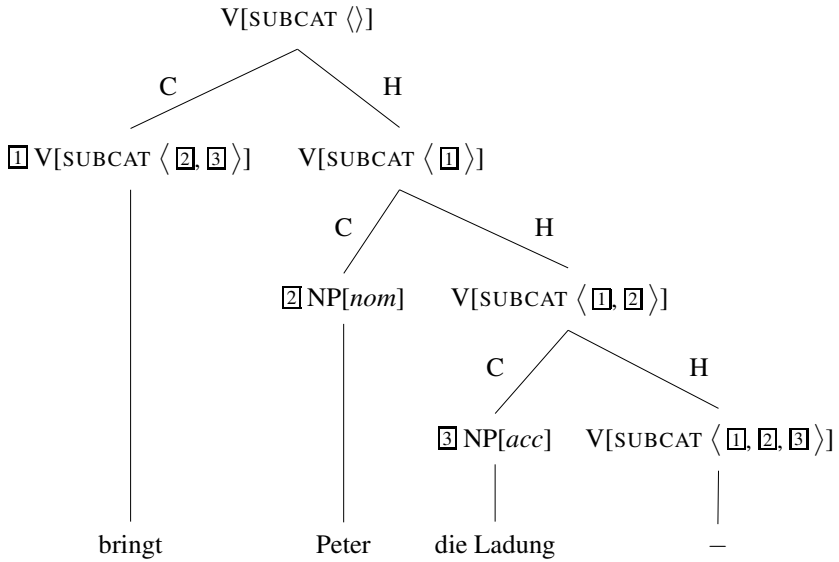 V[SUBCAT ⟨⟩]
C H
1 V[SUBCAT ⟨ 2, 3 ⟩] V[SUBCAT ⟨ 1 ⟩]
C H
2 NP[nom] V[SUBCAT ⟨ 1, 2 ⟩]
C H
3 NP[acc] V[SUBCAT ⟨ 1, 2, 3 ⟩]
bringt Peter die Ladung –